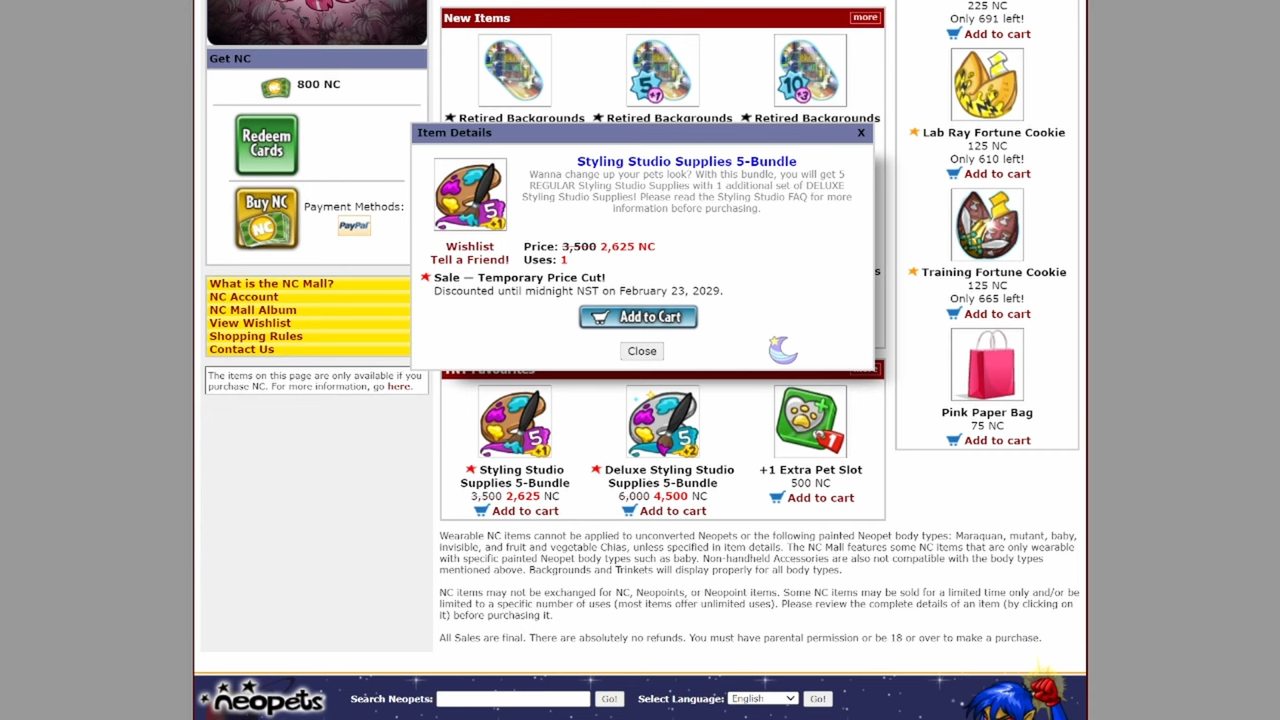 Get NC
800 NC
Redeem
Cards
Buy NC
NC
Payment Methods:
PayPal
What is the NC Mall?
NC Account
NC Mall Album
View Wishlist
Shopping Rules
Contact Us
The items on this page are only available if you
purchase NC. For more information, go here.
New Items
more
5
+1
10
+3
Retired Backgrounds
Retired Backgrounds
Retired Backgrounds
Item Details
X
Styling Studio Supplies 5-Bundle
Wanna change up your pets look? With this bundle, you will get 5
REGULAR Styling Studio Supplies with 1 additional set of DELUXE
Styling Studio Supplies! Please read the Styling Studio FAQ for more
information before purchasing.
5
+1
Wishlist
Tell a Friend!
Price: 3,500 2,625 NC
Uses: 1
Sale — Temporary Price Cut!
Discounted until midnight NST on February 23, 2029.
Add to Cart
Close
s
5
+1
Styling Studio
Supplies 5-Bundle
3,500 2,625 NC
Add to cart
5
+2
Deluxe Styling Studio
Supplies 5-Bundle
6,000 4,500 NC
Add to cart
+1
+1 Extra Pet Slot
500 NC
Add to cart
225 NC
Only 691 left!
Add to cart
Lab Ray Fortune Cookie
125 NC
Only 610 left!
Add to cart
Training Fortune Cookie
125 NC
Only 665 left!
Add to cart
Pink Paper Bag
75 NC
Add to cart
Wearable NC items cannot be applied to unconverted Neopets or the following painted Neopet body types: Maraquan, mutant, baby,
invisible, and fruit and vegetable Chias, unless specified in item details. The NC Mall features some NC items that are only wearable
with specific painted Neopet body types such as baby. Non-handheld Accessories are also not compatible with the body types
mentioned above. Backgrounds and Trinkets will display properly for all body types.
NC items may not be exchanged for NC, Neopoints, or Neopoint items. Some NC items may be sold for a limited time only and/or be
limited to a specific number of uses (most items offer unlimited uses). Please review the complete details of an item (by clicking on
it) before purchasing it.
All Sales are final. There are absolutely no refunds. You must have parental permission or be 18 or over to make a purchase.
neopets
Search Neopets:
Go!
Select Language:
English
Go!